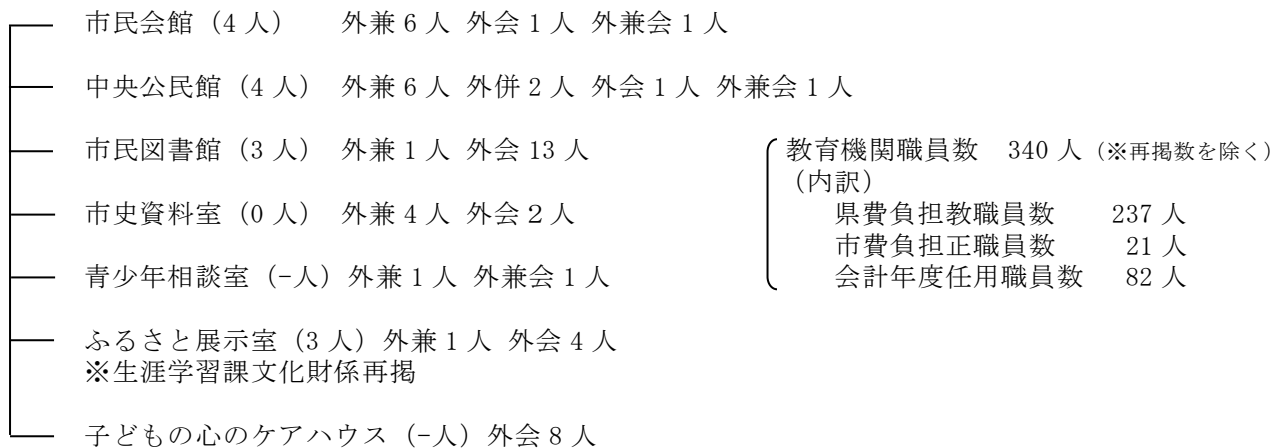 市民会館（4人）　外兼6人 外会1人 外兼会1人
中央公民館（4人）　外兼6人 外併2人 外会1人 外兼会1人
市民図書館（3人）　外兼1人 外会13人
市史資料室（0人）　外兼4人 外会２人
青少年相談室（-人）外兼1人 外兼会1人
ふるさと展示室（3人）外兼1人 外会4人
※生涯学習課文化財係再掲
子どもの心のケアハウス（-人）外会8人
教育機関職員数　340人（※再掲数を除く）
（内訳）
県費負担教職員数　237人
市費負担正職員数　21人
会計年度任用職員数　82人